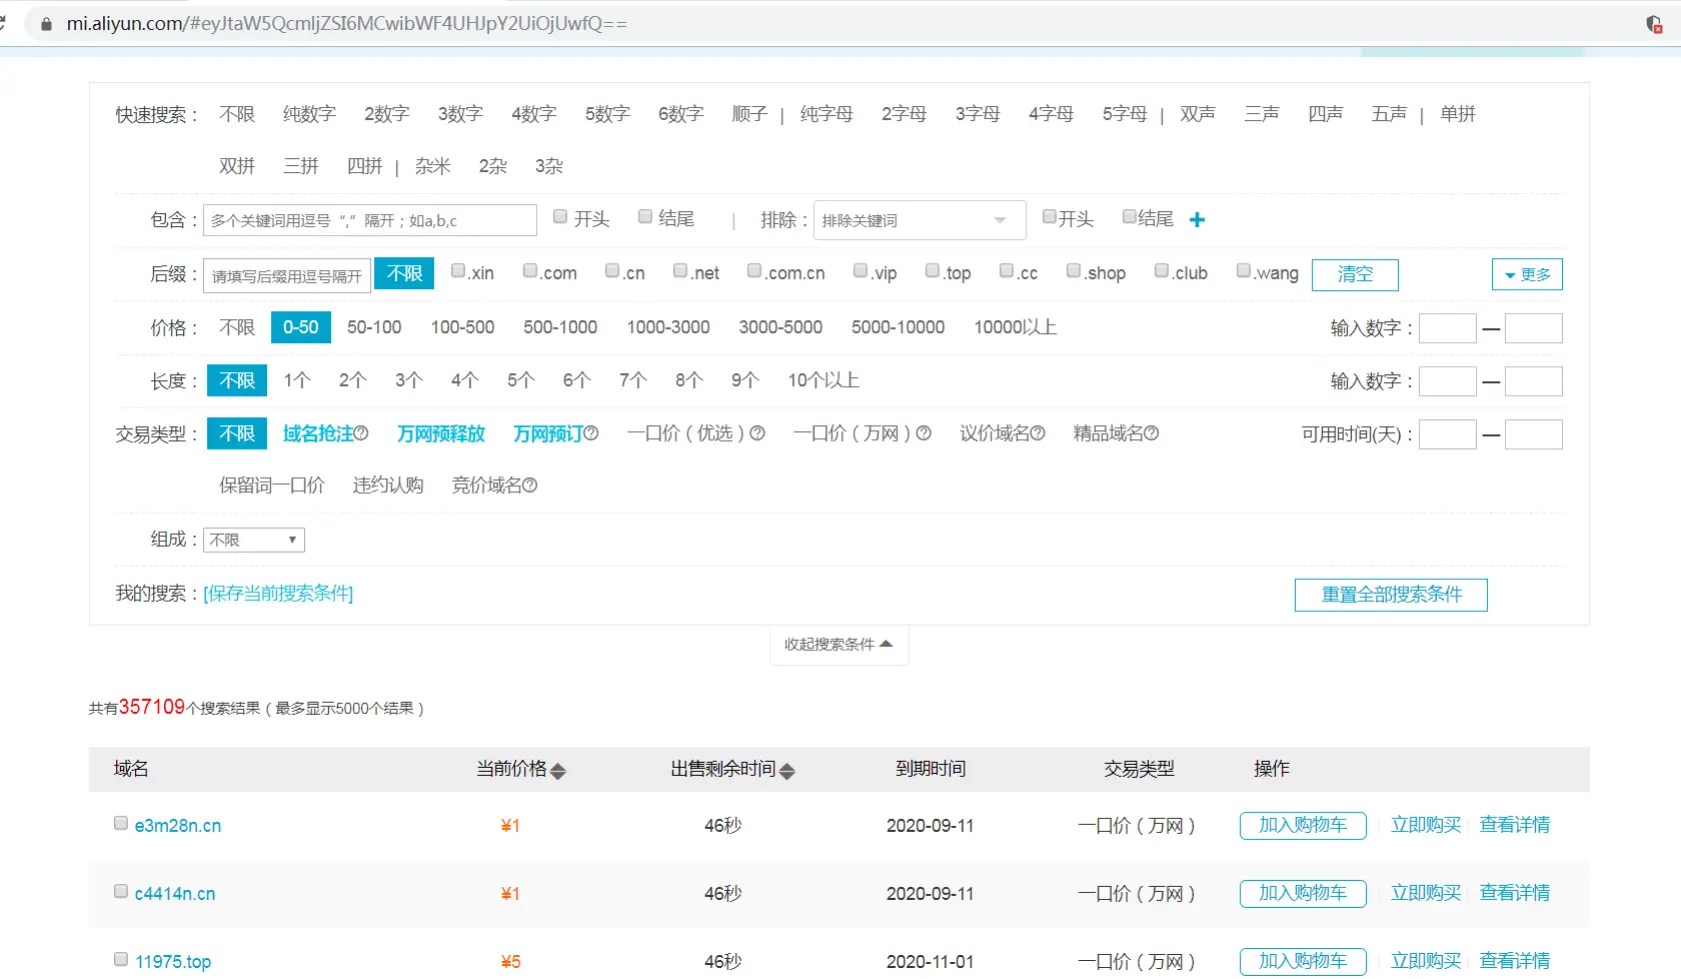 mi.aliyun.com/#eyJtaW5QcmljZSI6MCwibWF4UHJpY2UiOjUwfQ==
快速搜索： 不限 纯数字 2数字 3数字 4数字 5数字 6数字 顺子 | 纯字母 2字母 3字母 4字母 5字母 | 双声 三声 四声 五声 | 单拼
双拼 三拼 四拼 | 杂米 2杂 3杂
包含： 多个关键词用逗号 “,” 隔开；如a,b,c 开头 结尾 | 排除： 排除关键词 开头 结尾 +
后缀： 请填写后缀用逗号隔开 不限 .xin .com .cn .net .com.cn .vip .top .cc .shop .club .wang 清空 更多
价格： 不限 0-50 50-100 100-500 500-1000 1000-3000 3000-5000 5000-10000 10000以上 输入数字： —
长度： 不限 1个 2个 3个 4个 5个 6个 7个 8个 9个 10个以上 输入数字： —
交易类型： 不限 域名抢注? 万网预释放 万网预订? 一口价（优选）? 一口价（万网）? 议价域名? 精品域名? 可用时间(天)： —
保留词一口价 违约认购 竞价域名?
组成： 不限
我的搜索： [保存当前搜索条件] 重置全部搜索条件
收起搜索条件
共有357109个搜索结果（最多显示5000个结果）
域名 当前价格 出售剩余时间 到期时间 交易类型 操作
e3m28n.cn ¥1 46秒 2020-09-11 一口价（万网） 加入购物车 | 立即购买 | 查看详情
c4414n.cn ¥1 46秒 2020-09-11 一口价（万网） 加入购物车 | 立即购买 | 查看详情
11975.top ¥5 46秒 2020-11-01 一口价（万网） 加入购物车 | 立即购买 | 查看详情